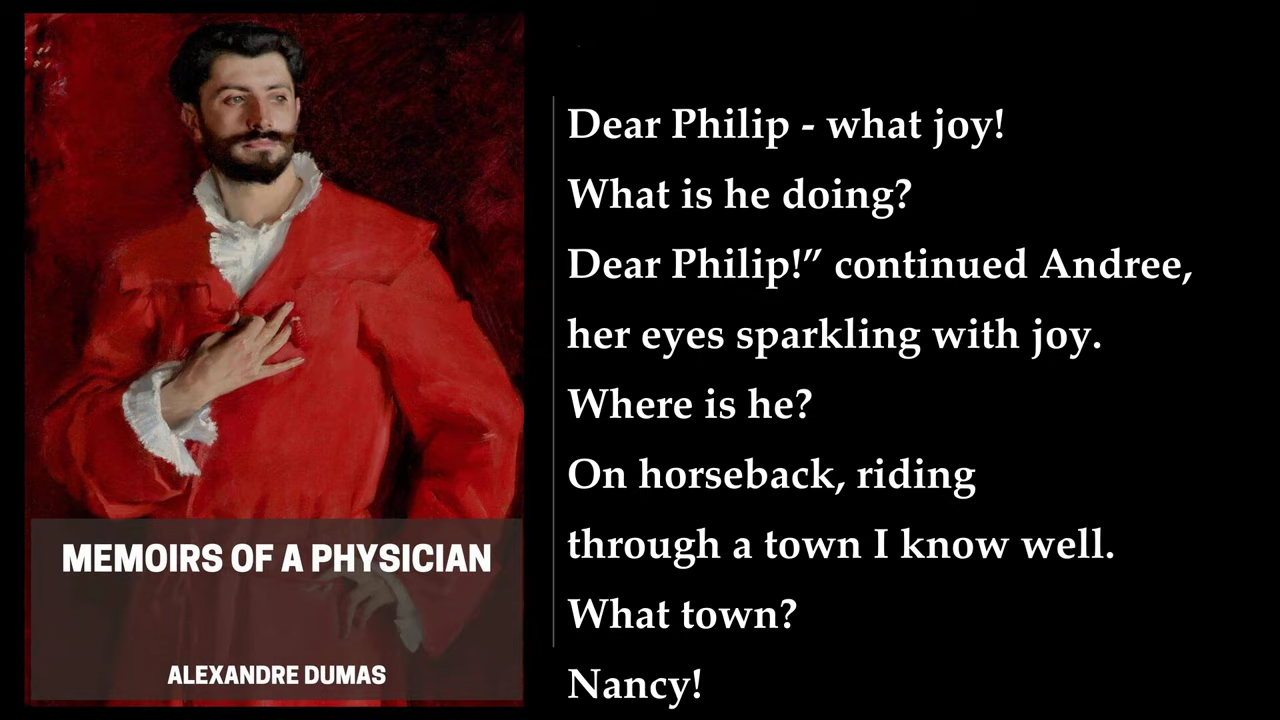 MEMOIRS OF A PHYSICIAN
ALEXANDRE DUMAS
Dear Philip - what joy!
What is he doing?
Dear Philip!” continued Andree,
her eyes sparkling with joy.
Where is he?
On horseback, riding
through a town I know well.
What town?
Nancy!